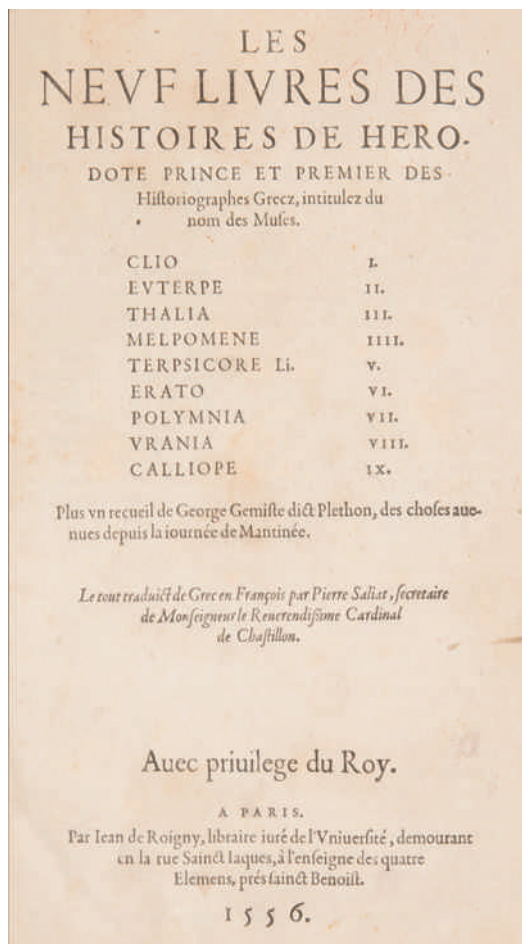 LES
NEVF LIVRES DES
HISTOIRES DE HERO-
DOTE PRINCE ET PREMIER DES
Hiſtoriographes Grecz, intitulez du
nom des Muſes.
CLIO I.
EVTERPE II.
THALIA III.
MELPOMENE IIII.
TERPSICORE Li. V.
ERATO VI.
POLYMNIA VII.
VRANIA VIII.
CALLIOPE IX.
Plus vn recueil de George Gemiſte dict Plethon, des choſes aue-
nues depuis la iournée de Mantinée.
Le tout traduict de Grec en François par Pierre Saliat, ſecretaire
de Monſeigneur le Reuerendiſsime Cardinal
de Chaſtillon.
Auec priuilege du Roy.
A PARIS.
Par Iean de Roigny, libraire iuré de l'Vniuerſité, demourant
en la rue Sainct Iaques, à l'enſeigne des quatre
Elemens, prés ſainct Benoiſt.
1556.